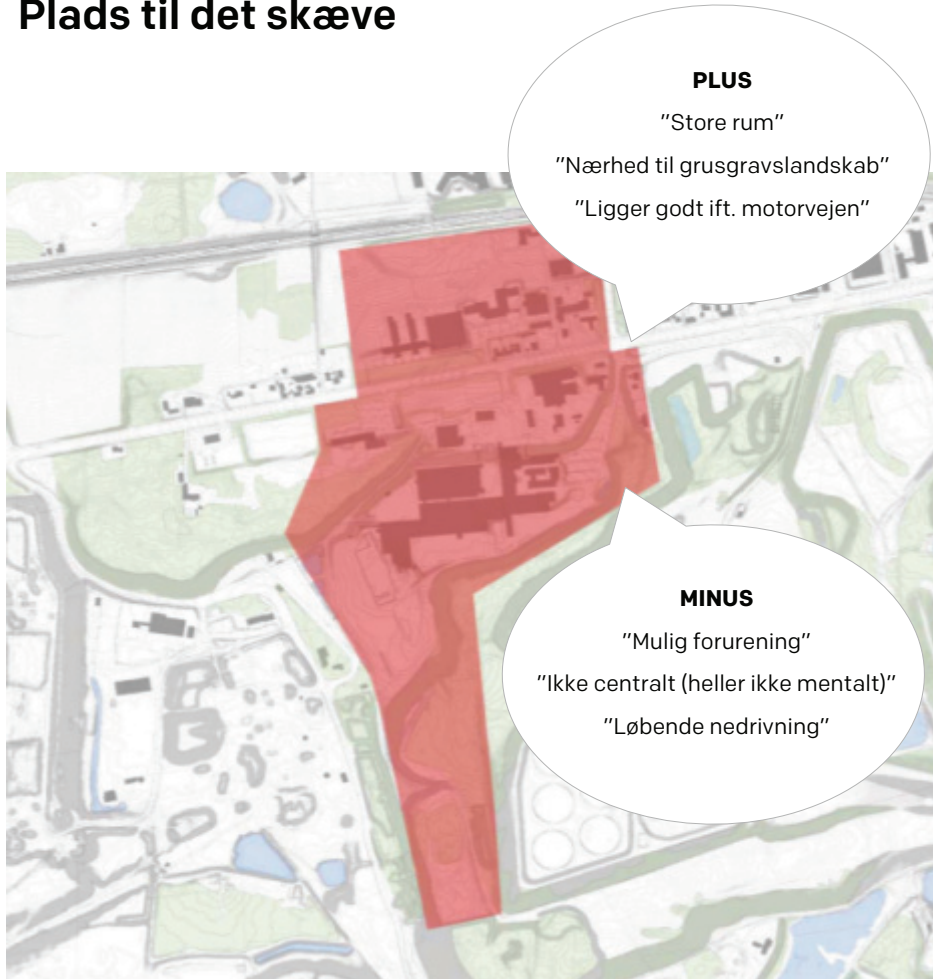 Plads til det skæve
PLUS
"Store rum"
"Nærhed til grusgravslandskab"
"Ligger godt ift. motorvejen"
MINUS
"Mulig forurening"
"Ikke centralt (heller ikke mentalt)"
"Løbende nedrivning"